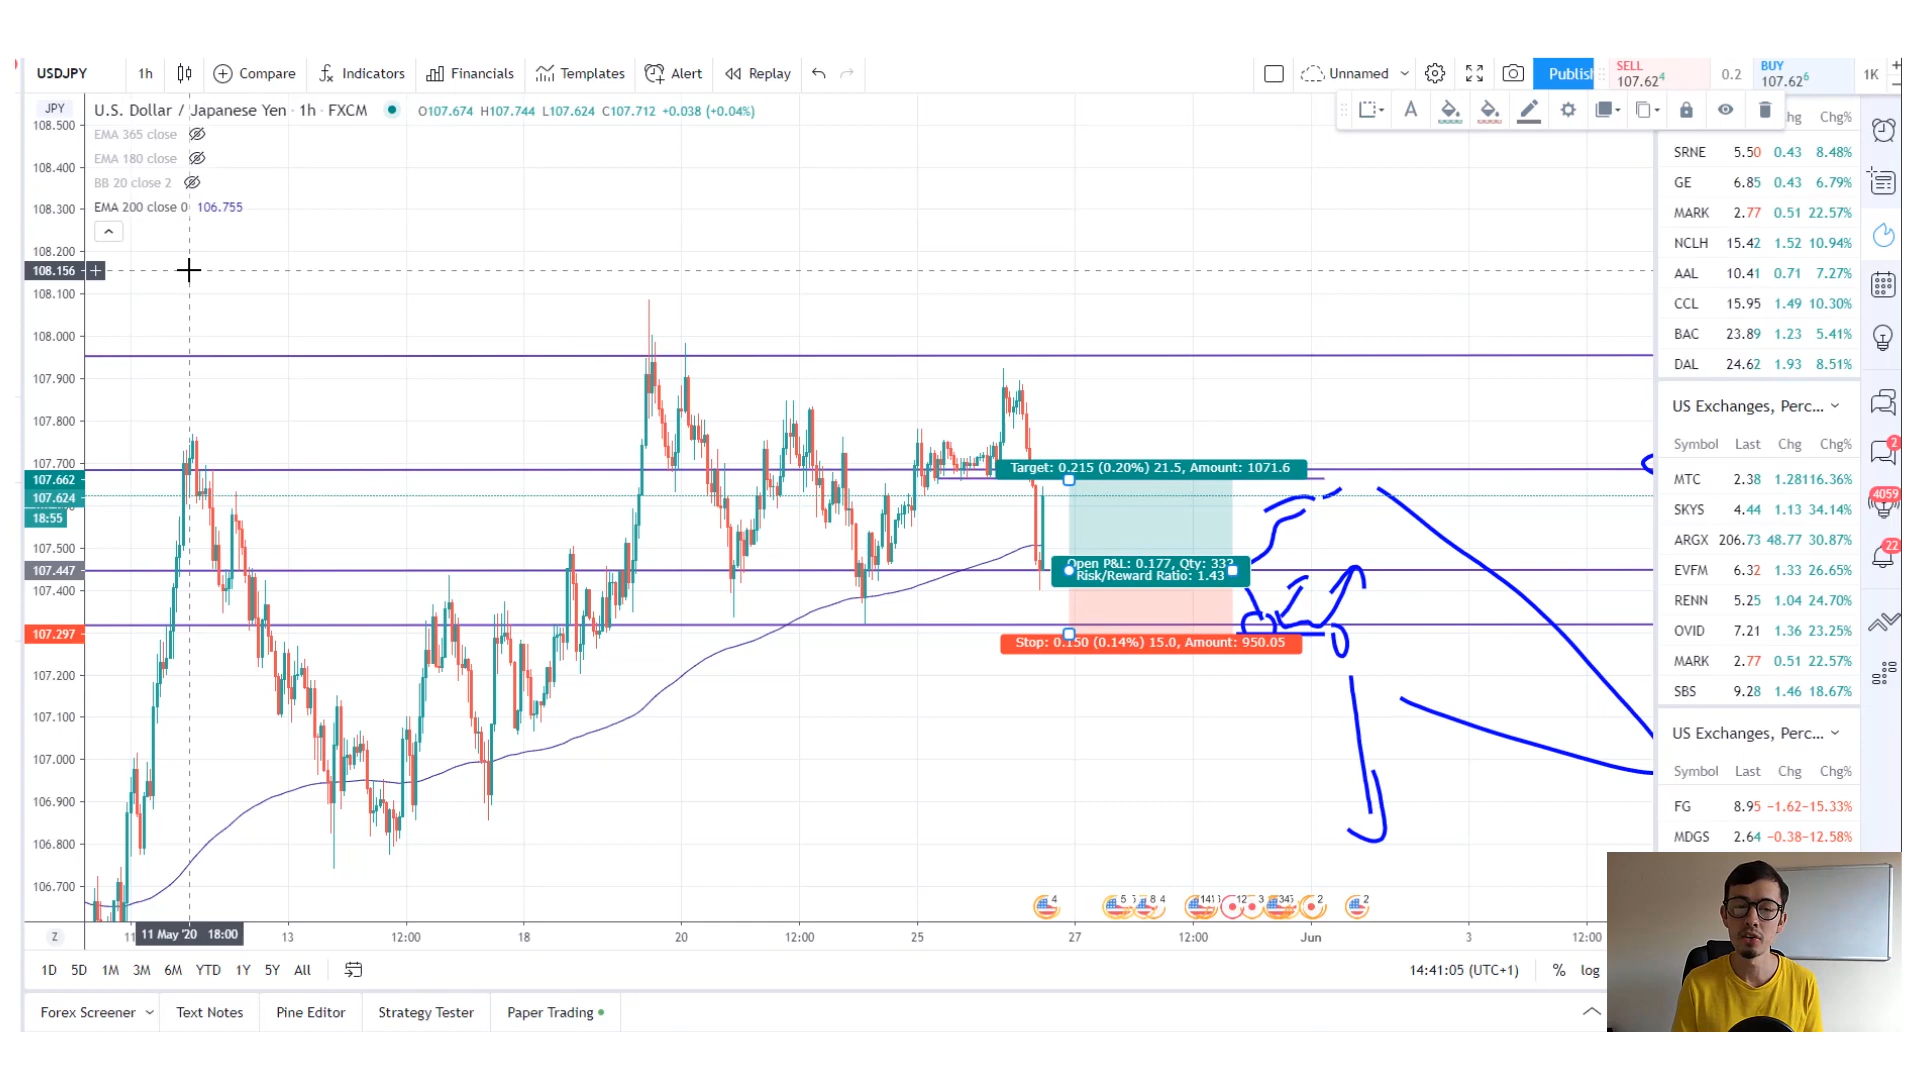 USDJPY 1h Compare Indicators Financials Templates Alert Replay Unnamed Publish SELL 107.624 0.2 BUY 107.626 1K
JPY U.S. Dollar / Japanese Yen · 1h · FXCM O107.674 H107.744 L107.624 C107.712 +0.038 (+0.04%)
EMA 365 close
EMA 180 close
BB 20 close 2
EMA 200 close 0 106.755
108.500
108.400
108.300
108.200
108.156
108.100
108.000
107.900
107.800
107.700
107.662
107.624
18:55
107.500
107.447
107.400
107.297
107.200
107.100
107.000
106.900
106.800
106.700
Target: 0.215 (0.20%) 21.5, Amount: 1071.6
Open P&L: 0.177, Qty: 333
Risk/Reward Ratio: 1.43
Stop: 0.150 (0.14%) 15.0, Amount: 950.05
Chg%
SRNE 5.50 0.43 8.48%
GE 6.85 0.43 6.79%
MARK 2.77 0.51 22.57%
NCLH 15.42 1.52 10.94%
AAL 10.41 0.71 7.27%
CCL 15.95 1.49 10.30%
BAC 23.89 1.23 5.41%
DAL 24.62 1.93 8.51%
US Exchanges, Perc...
Symbol Last Chg Chg%
MTC 2.38 1.28 116.36%
SKYS 4.44 1.13 34.14%
ARGX 206.73 48.77 30.87%
EVFM 6.32 1.33 26.65%
RENN 5.25 1.04 24.70%
OVID 7.21 1.36 23.25%
MARK 2.77 0.51 22.57%
SBS 9.28 1.46 18.67%
US Exchanges, Perc...
Symbol Last Chg Chg%
FG 8.95 −1.62 −15.33%
MDGS 2.64 −0.38 −12.58%
2
4059
22
Z 11 11 May '20 18:00 13 12:00 18 20 12:00 25 27 12:00 Jun 3 12:00
1D 5D 1M 3M 6M YTD 1Y 5Y All 14:41:05 (UTC+1) % log
Forex Screener Text Notes Pine Editor Strategy Tester Paper Trading